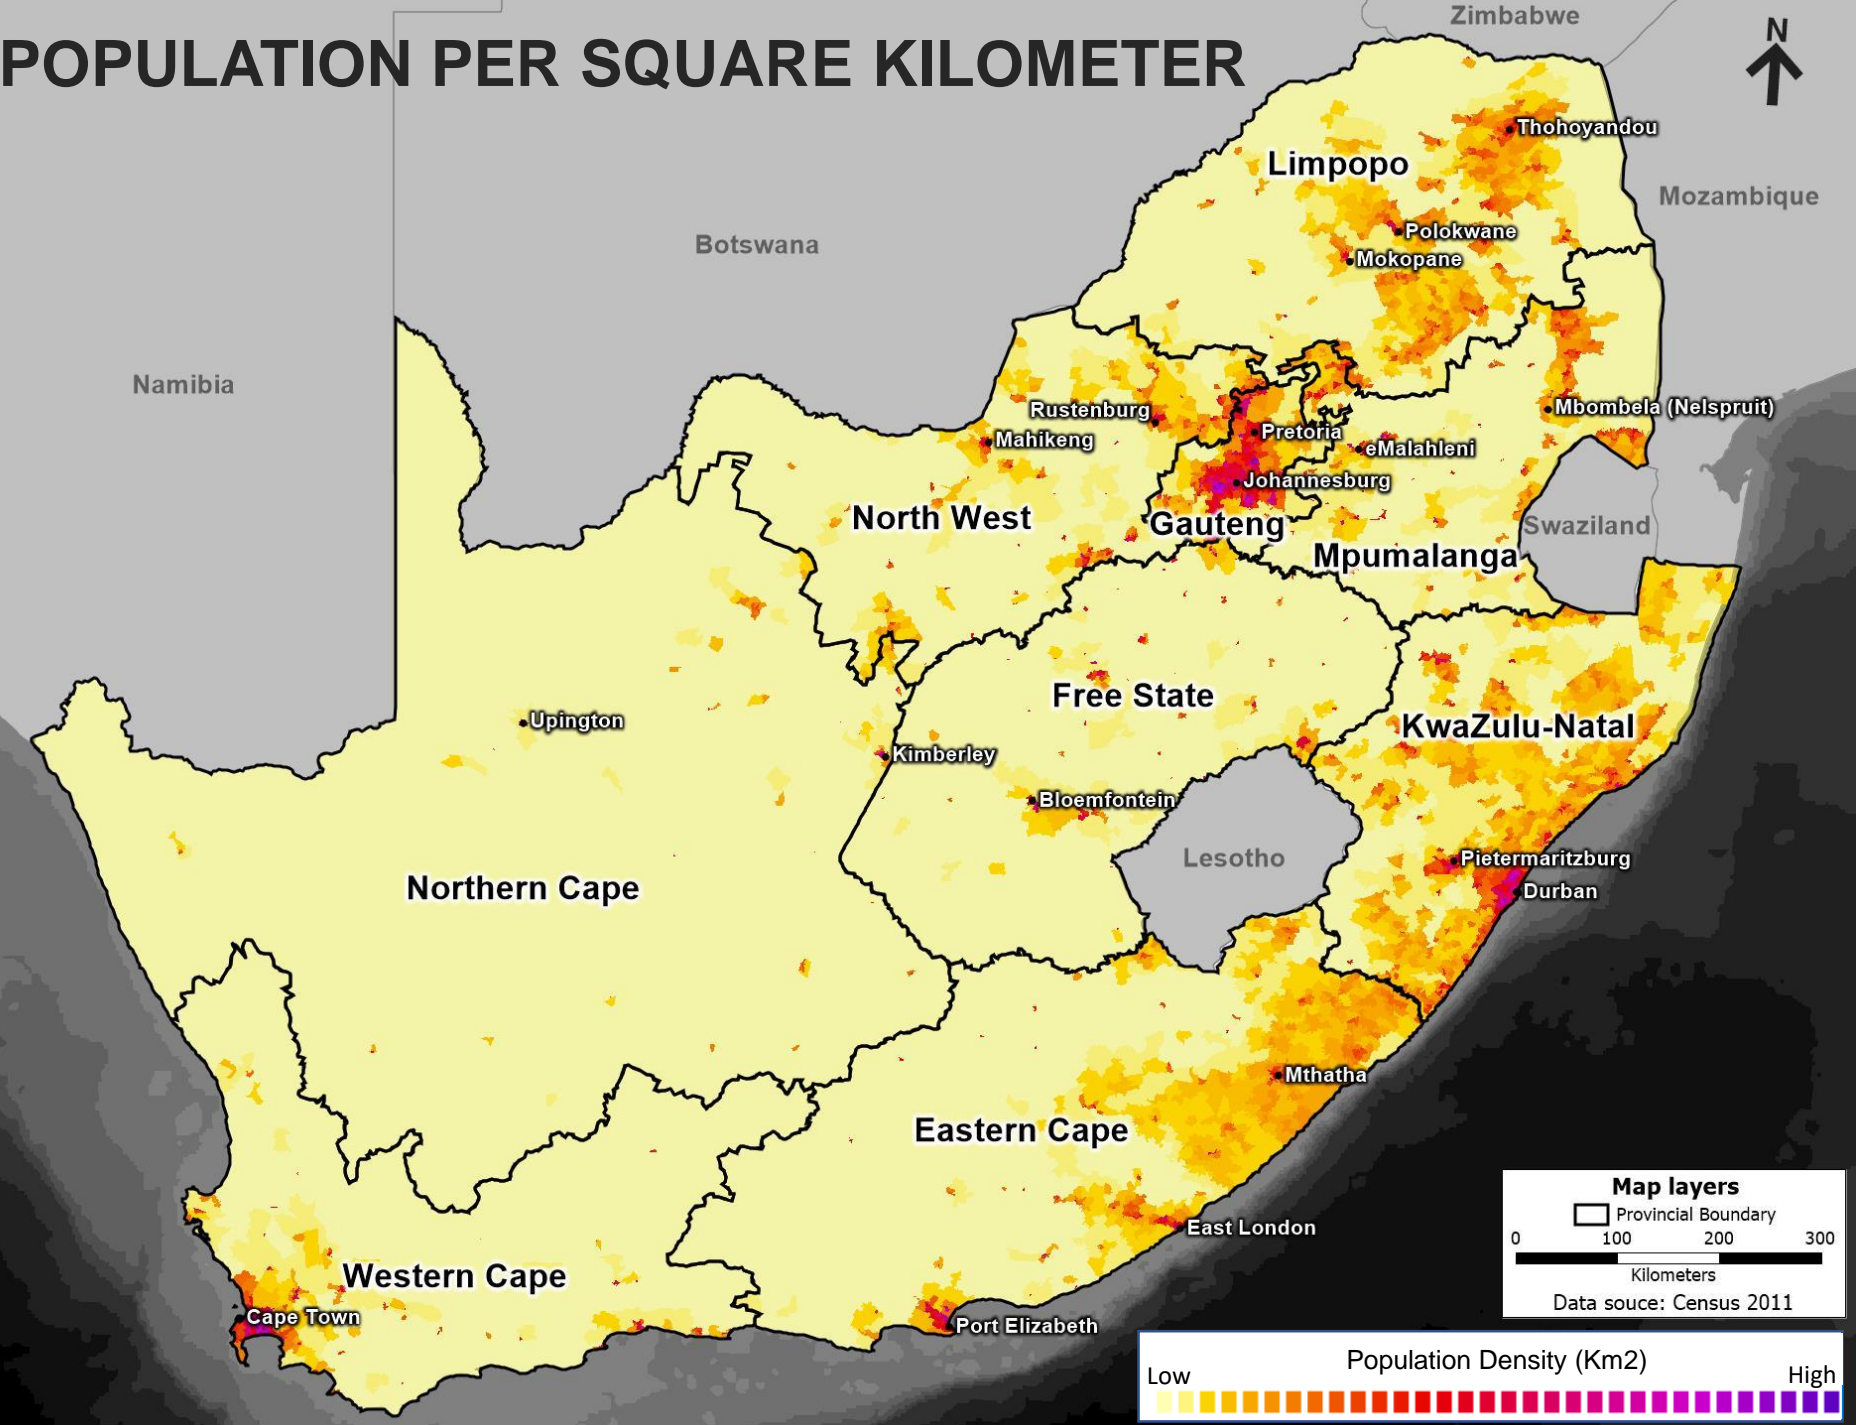 Zimbabwe
N
POPULATION PER SQUARE KILOMETER
Thohoyandou
Limpopo
Mozambique
Botswana
Polokwane
Mokopane
Namibia
Rustenburg
Mbombela (Nelspruit)
Mahikeng
Pretoria
eMalahleni
Johannesburg
North West
Gauteng
Swaziland
Mpumalanga
Free State
Upington
KwaZulu-Natal
Kimberley
Bloemfontein
Lesotho
Pietermaritzburg
Northern Cape
Durban
Mthatha
Eastern Cape
East London
Western Cape
Cape Town
Port Elizabeth
Map layers
Provincial Boundary
0 100 200 300
Kilometers
Data souce: Census 2011
Population Density (Km2)
Low High